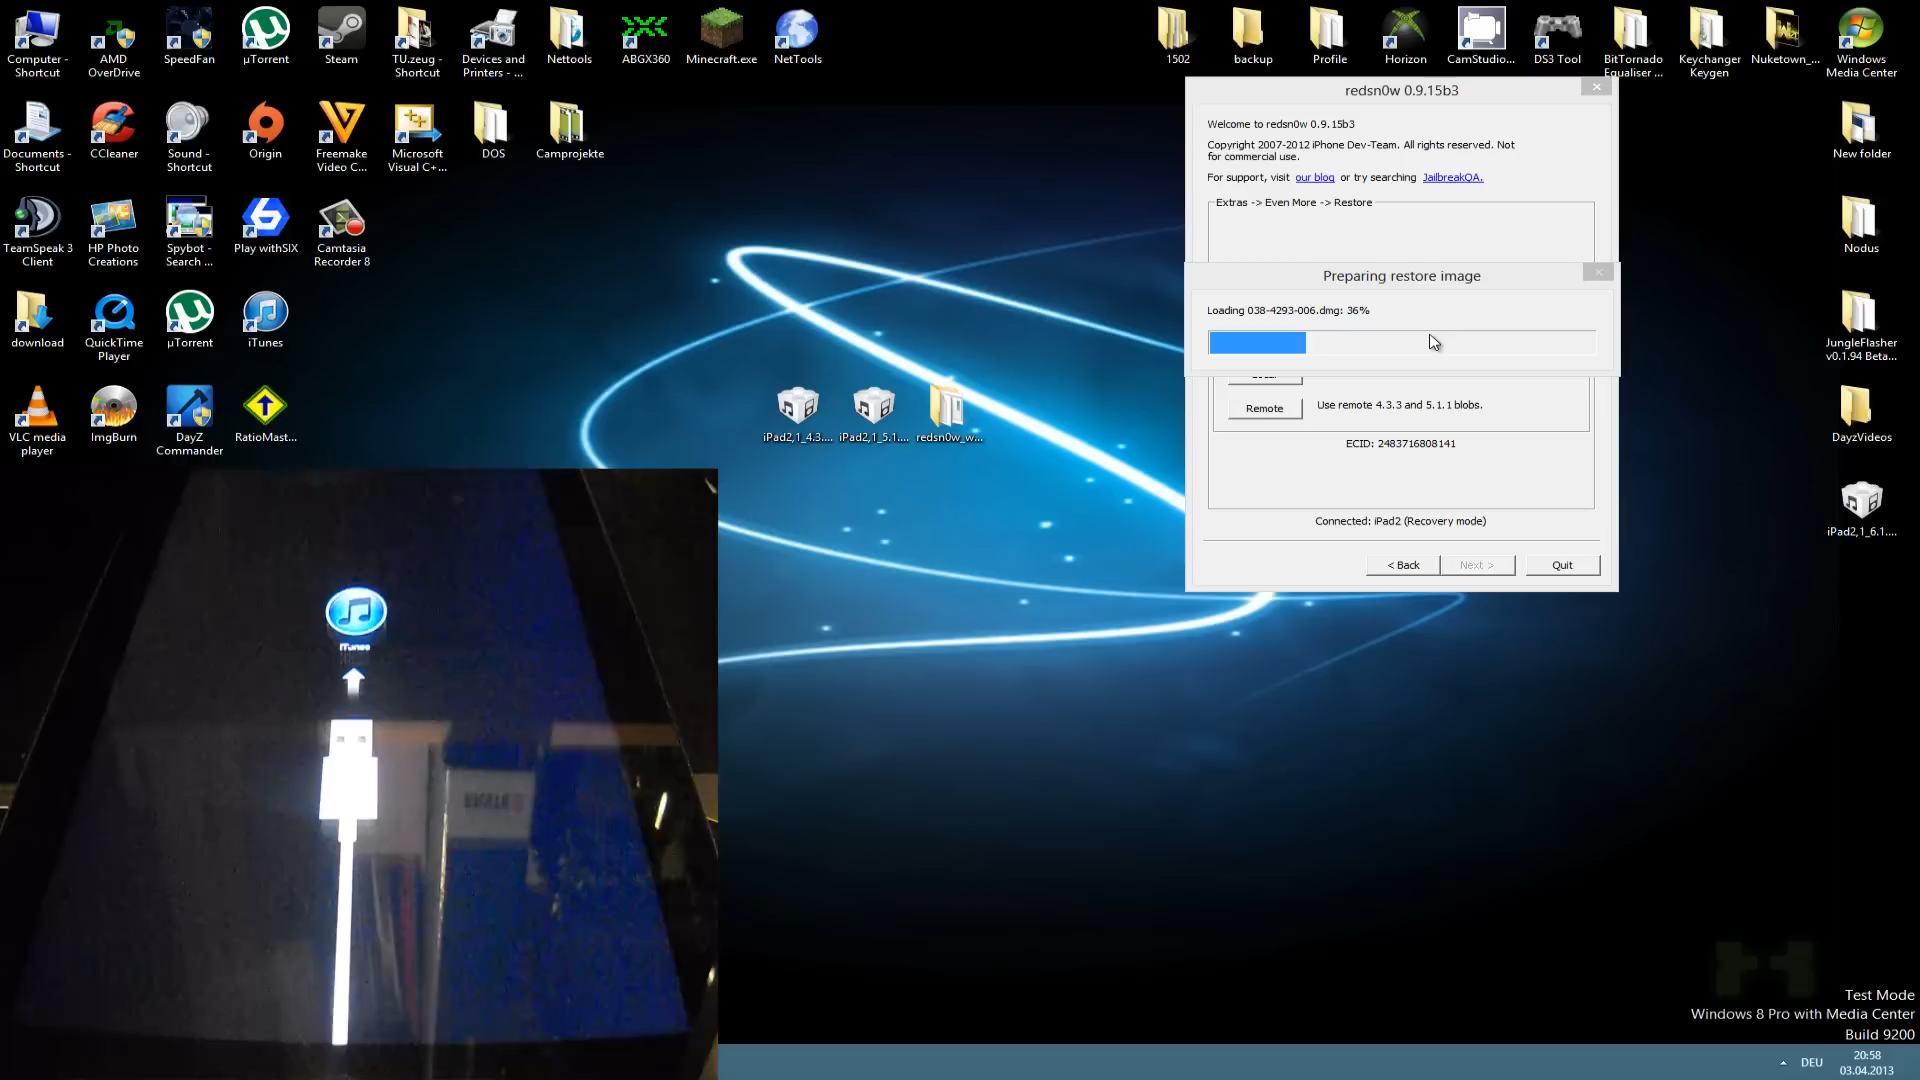 Computer -
Shortcut
AMD
OverDrive
SpeedFan
µTorrent
Steam
TU.zeug -
Shortcut
Devices and
Printers - ...
Nettools
ABGX360
Minecraft.exe
NetTools
1502
backup
Profile
Horizon
CamStudio...
DS3 Tool
BitTornado
Equaliser ...
Keychanger
Keygen
Nuketown_...
Windows
Media Center
Documents -
Shortcut
CCleaner
Sound -
Shortcut
Origin
Freemake
Video C...
Microsoft
Visual C+...
DOS
Camprojekte
New folder
TeamSpeak 3
Client
HP Photo
Creations
Spybot -
Search ...
Play withSIX
Camtasia
Recorder 8
Nodus
download
QuickTime
Player
µTorrent
iTunes
JungleFlasher
v0.1.94 Beta...
VLC media
player
ImgBurn
DayZ
Commander
RatioMast...
iPad2,1_4.3....
iPad2,1_5.1....
redsn0w_w...
DayzVideos
iPad2,1_6.1....
redsn0w 0.9.15b3
Welcome to redsn0w 0.9.15b3
Copyright 2007-2012 iPhone Dev-Team. All rights reserved. Not
for commercial use.
For support, visit our blog or try searching JailbreakQA.
Extras -> Even More -> Restore
Preparing restore image
Loading 038-4293-006.dmg: 36%
Remote
Use remote 4.3.3 and 5.1.1 blobs.
ECID: 2483716808141
Connected: iPad2 (Recovery mode)
< Back
Next >
Quit
iTunes
Test Mode
Windows 8 Pro with Media Center
Build 9200
DEU
20:58
03.04.2013